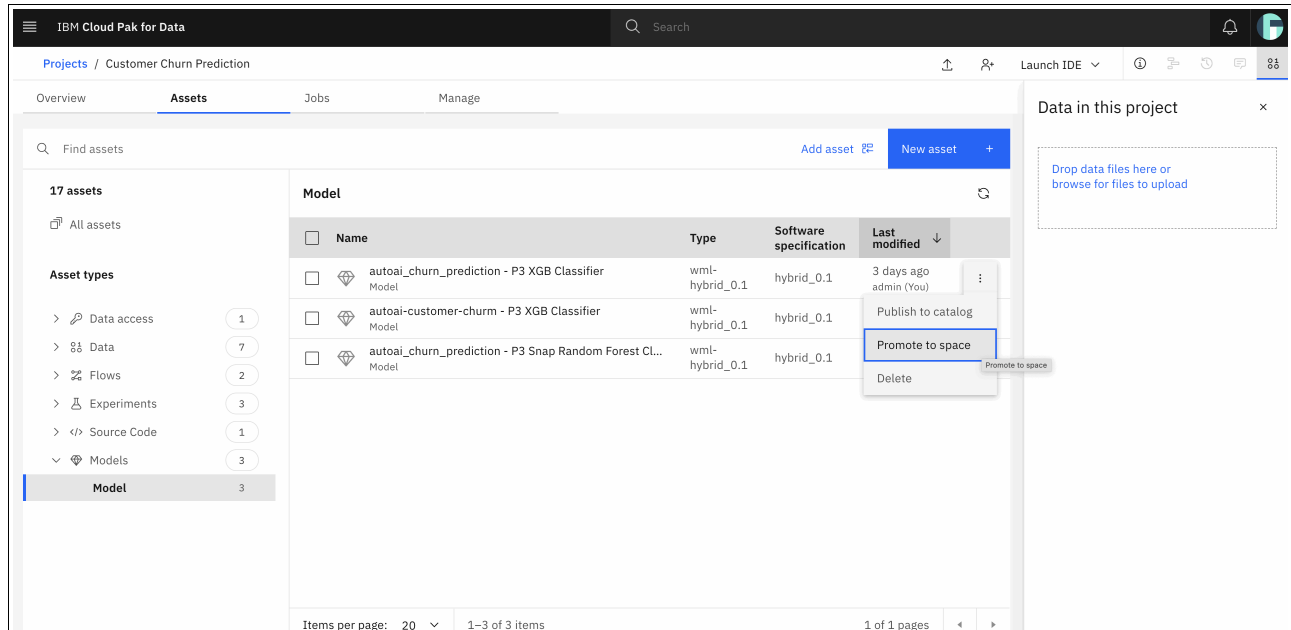 IBM Cloud Pak for Data
Search
Projects / Customer Churn Prediction
Launch IDE
Overview
Assets
Jobs
Manage
Data in this project
Find assets
Add asset
New asset +
Drop data files here or
browse for files to upload
17 assets
All assets
Asset types
Data access 1
Data 7
Flows 2
Experiments 3
</> Source Code 1
Models 3
Model 3
Model
Name
Type
Software
specification
Last
modified
autoai_churn_prediction - P3 XGB Classifier
Model
wml-
hybrid_0.1
hybrid_0.1
3 days ago
admin (You)
autoai-customer-churm - P3 XGB Classifier
Model
wml-
hybrid_0.1
hybrid_0.1
autoai_churn_prediction - P3 Snap Random Forest Cl...
Model
wml-
hybrid_0.1
hybrid_0.1
Publish to catalog
Promote to space
Promote to space
Delete
Items per page: 20
1–3 of 3 items
1 of 1 pages